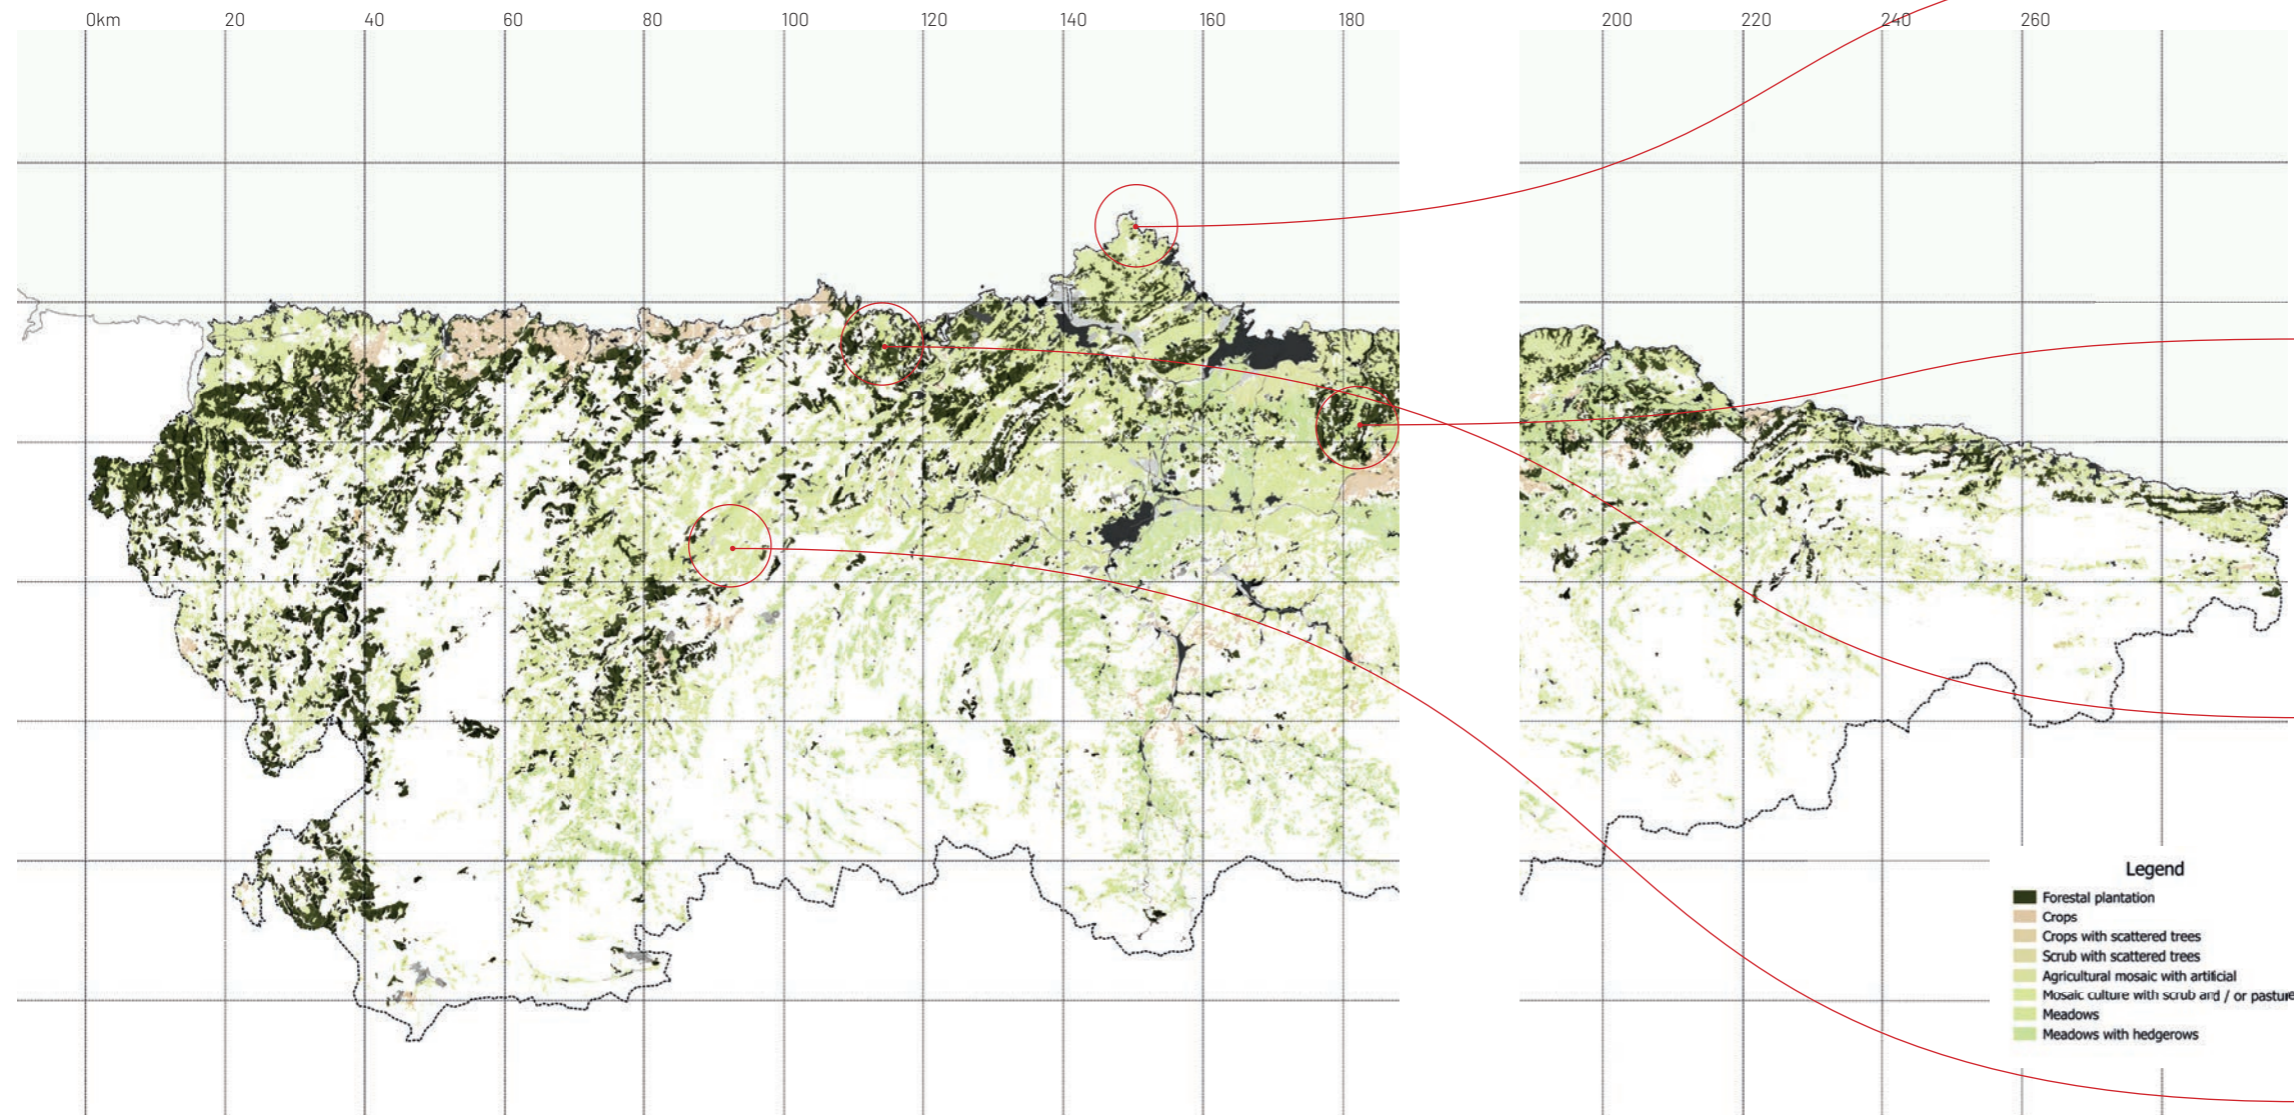 0km 20 40 60 80 100 120 140 160 180 200 220 240 260
Legend
Forestal plantation
Crops
Crops with scattered trees
Scrub with scattered trees
Agricultural mosaic with artificial
Mosaic culture with scrub and / or pasture
Meadows
Meadows with hedgerows